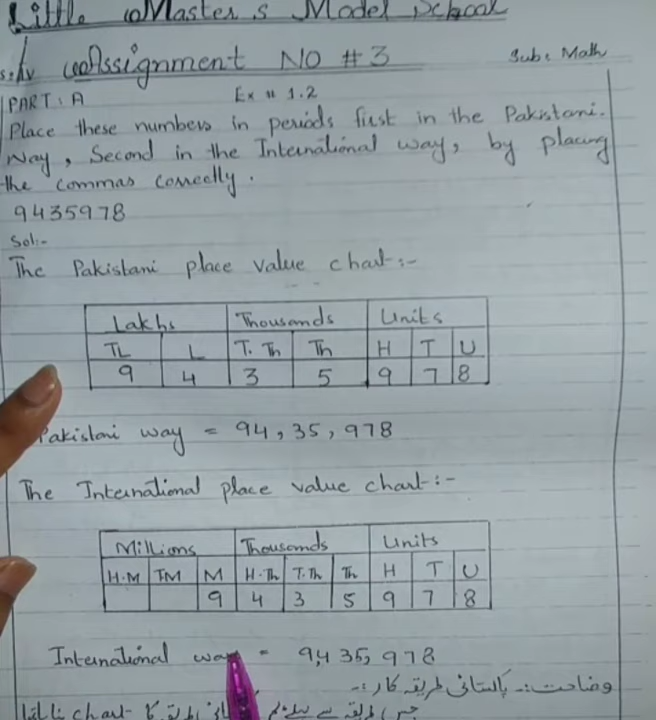 Little Master,s Model School
Assignment NO # 3 Sub: Math
PART: A Ex # 1.2
Place these numbers in periods first in the Pakistani.
Way, Second in the International way, by placing
the commas correctly.
9435978
Sol:-
The Pakistani place value chart:-
Lakhs Thousands Units
TL L T.Th Th H T U
9 4 3 5 9 7 8
Pakistani way = 94,35,978
The International place value chart:-
Millions Thousands Units
H.M TM M H.Th T.Th Th H T U
9 4 3 5 9 7 8
International way = 9,435,978
وضاحت:- پاکستانی طریقہ کار:-